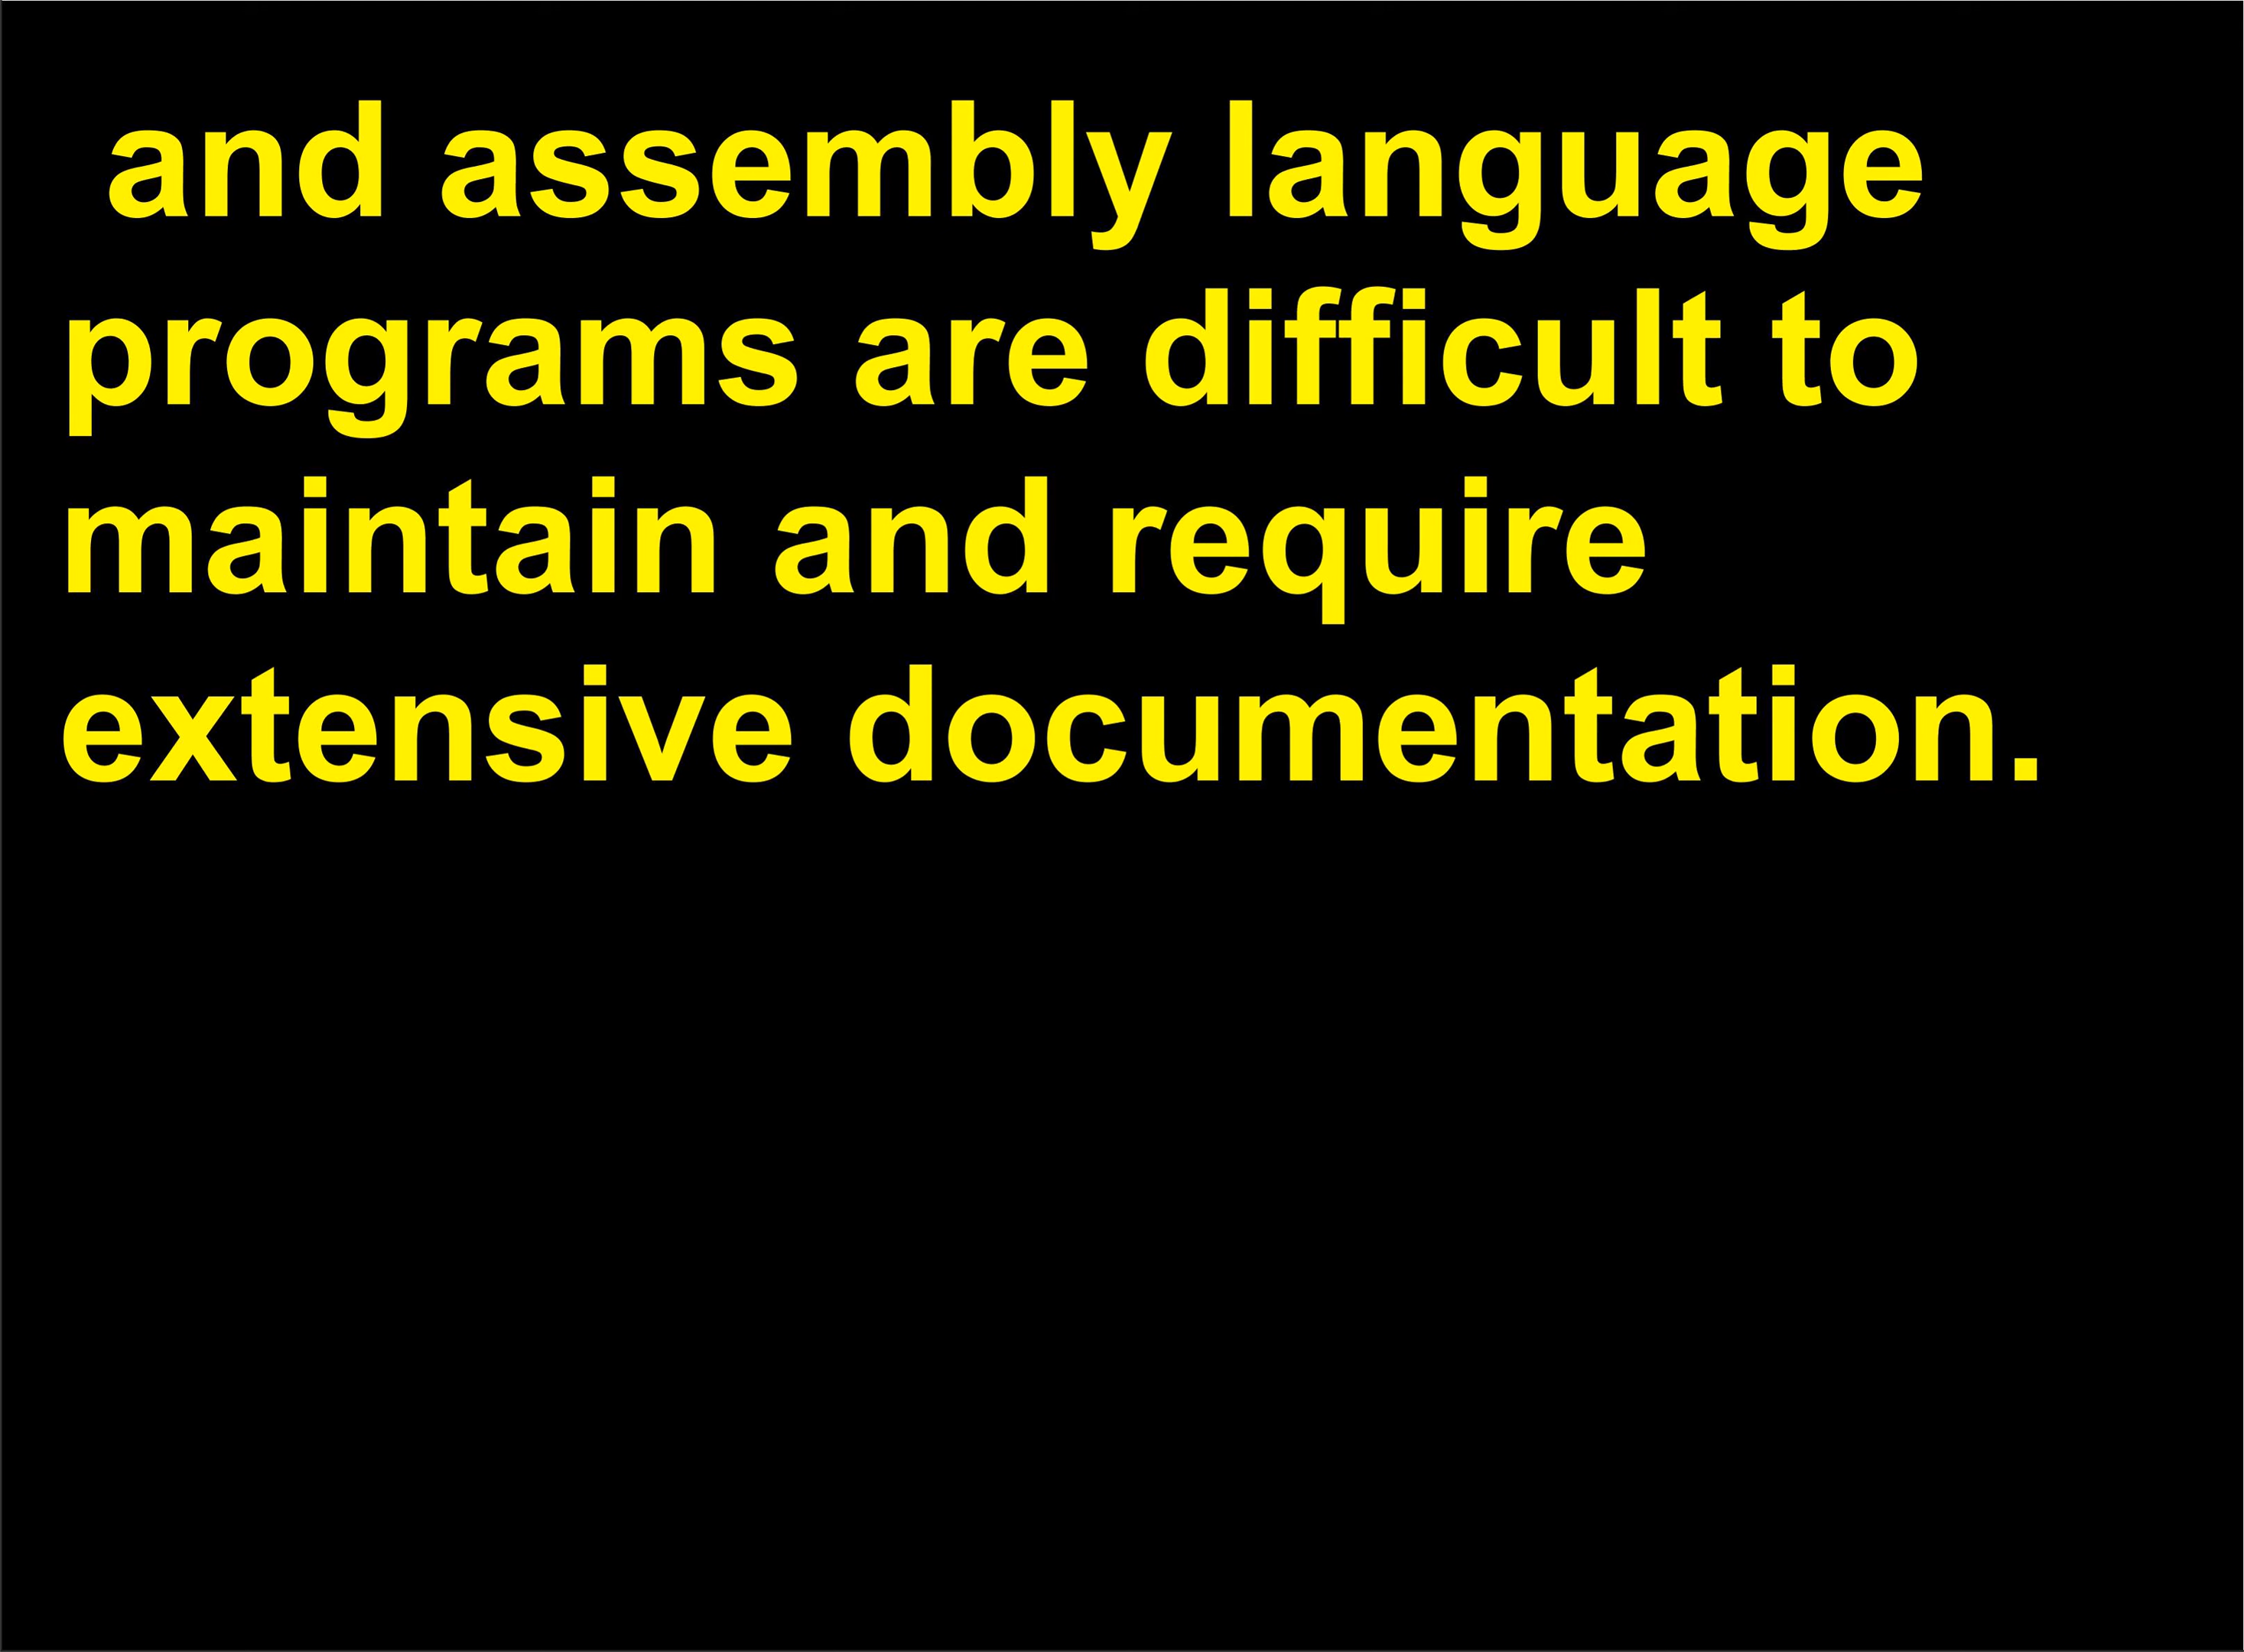 and assembly language
programs are difficult to
maintain and require
extensive documentation.